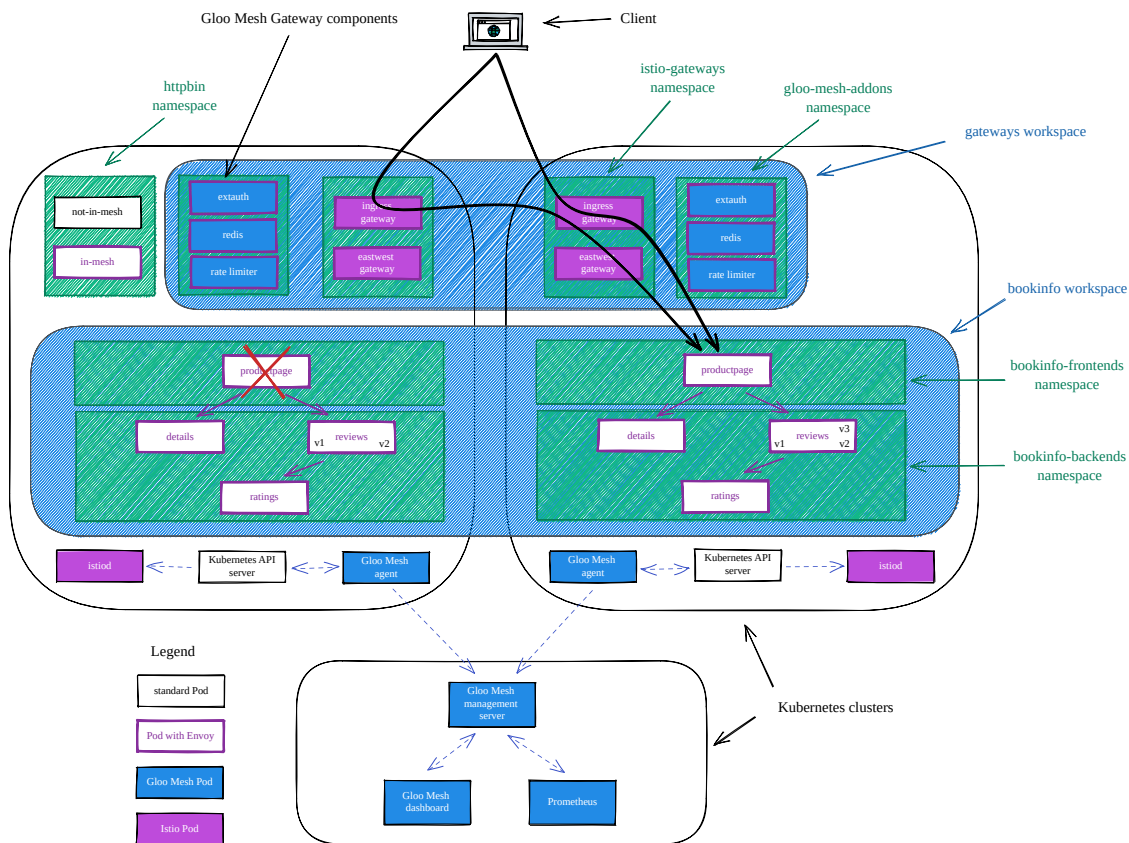 Gloo Mesh Gateway components
Client
httpbin
namespace
istio-gateways
namespace
gloo-mesh-addons
namespace
gateways workspace
not-in-mesh
in-mesh
extauth
redis
rate limiter
ingress
gateway
eastwest
gateway
ingress
gateway
eastwest
gateway
extauth
redis
rate limiter
bookinfo workspace
productpage
details
reviews
v1
v2
ratings
productpage
details
reviews
v3
v1
v2
ratings
bookinfo-frontends
namespace
bookinfo-backends
namespace
istiod
Kubernetes API
server
Gloo Mesh
agent
Gloo Mesh
agent
Kubernetes API
server
istiod
Legend
standard Pod
Pod with Envoy
Gloo Mesh Pod
Istio Pod
Gloo Mesh
management
server
Gloo Mesh
dashboard
Prometheus
Kubernetes clusters